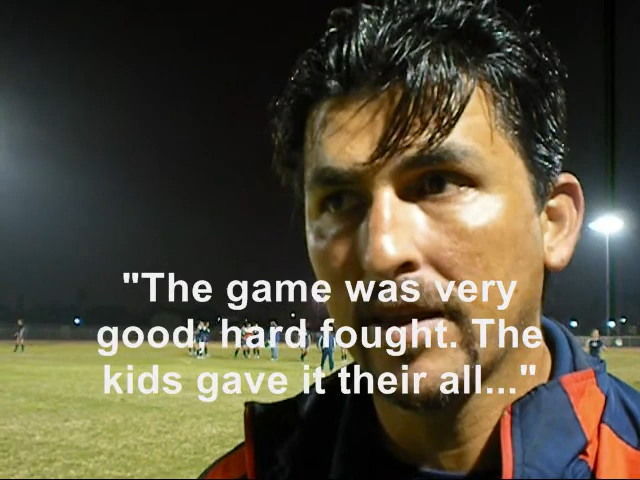 "The game was very
good, hard fought. The
kids gave it their all..."